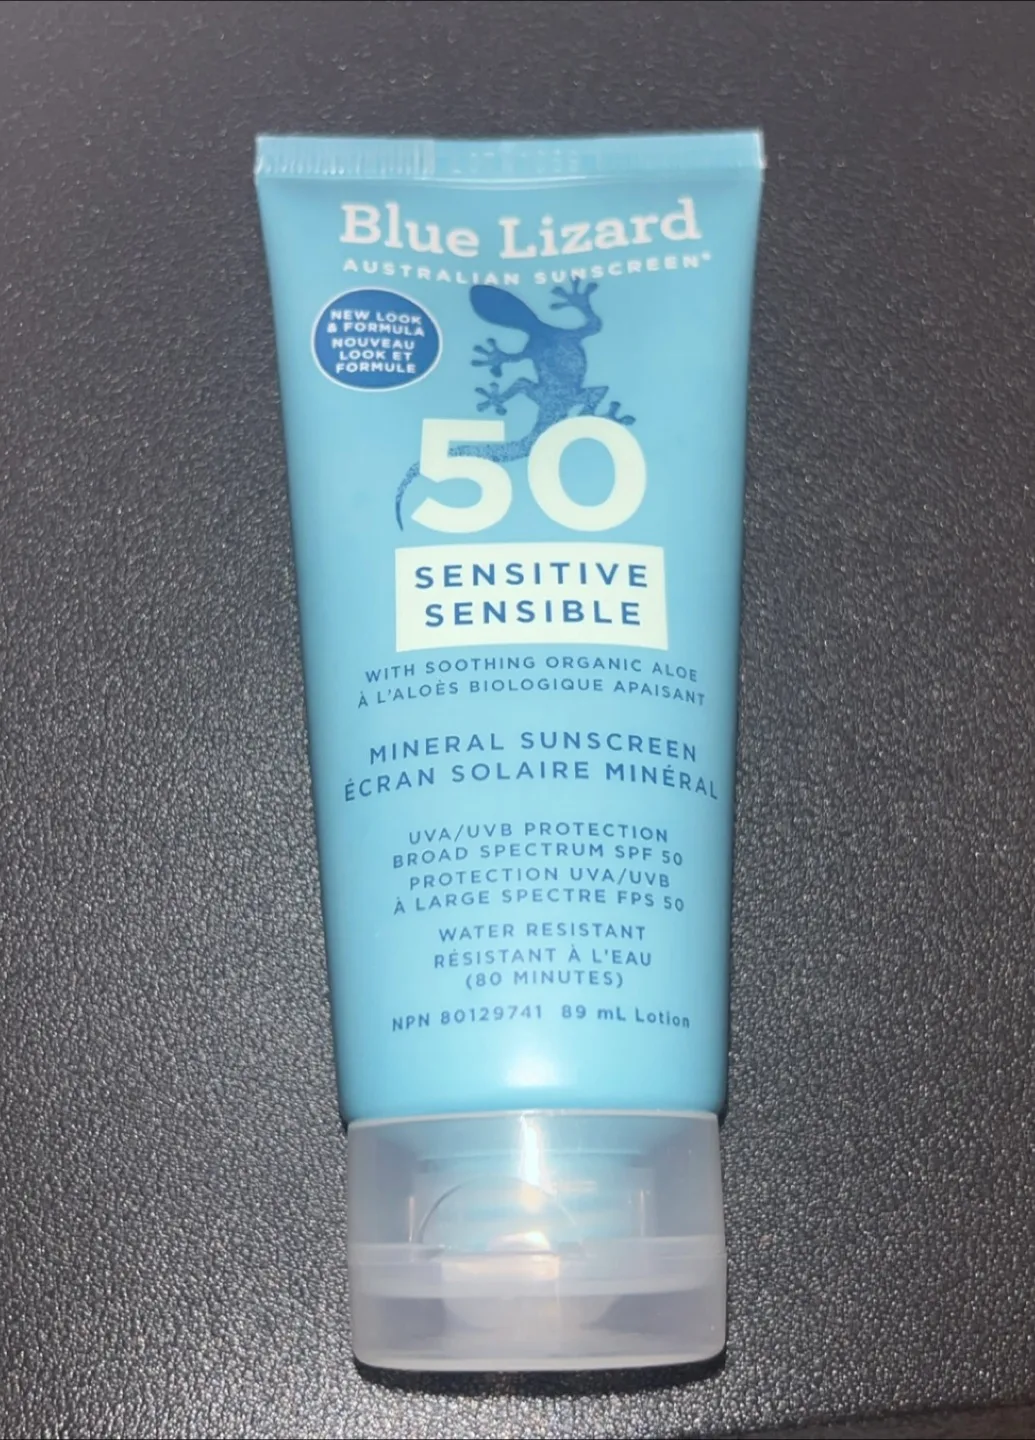 Blue Lizard
AUSTRALIAN SUNSCREEN®
NEW LOOK
& FORMULA
NOUVEAU
LOOK ET
FORMULE
50
SENSITIVE
SENSIBLE
WITH SOOTHING ORGANIC ALOE
À L'ALOÈS BIOLOGIQUE APAISANT
MINERAL SUNSCREEN
ÉCRAN SOLAIRE MINÉRAL
UVA/UVB PROTECTION
BROAD SPECTRUM SPF 50
PROTECTION UVA/UVB
À LARGE SPECTRE FPS 50
WATER RESISTANT
RÉSISTANT À L'EAU
(80 MINUTES)
NPN 80129741 89 mL Lotion